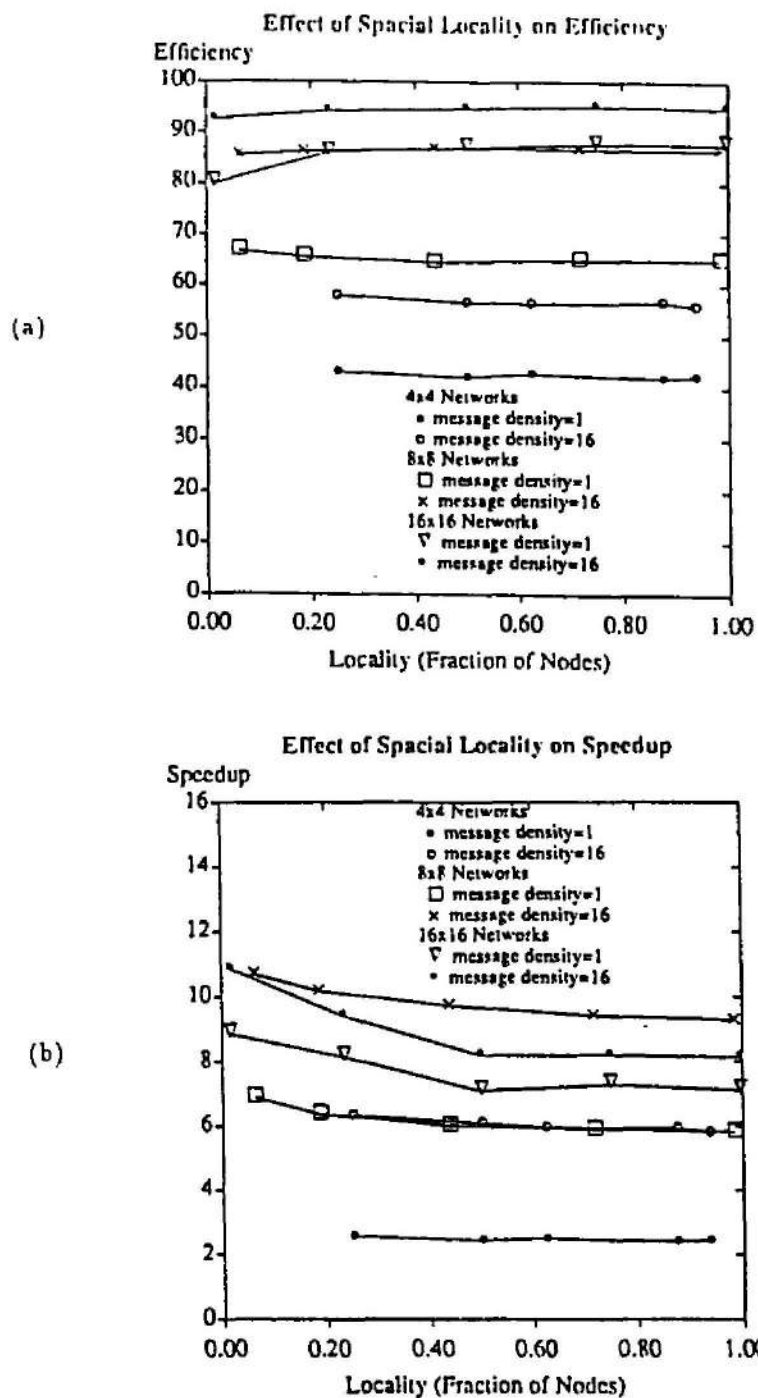 Effect of Spacial Locality on Efficiency
Efficiency
100
90
80
70
60
50
40
30
20
10
0
(a)
4x4 Networks
message density=1
message density=16
8x8 Networks
message density=1
message density=16
16x16 Networks
message density=1
message density=16
0.00 0.20 0.40 0.60 0.80 1.00
Locality (Fraction of Nodes)
Effect of Spacial Locality on Speedup
Speedup
16
14
12
10
8
6
4
2
0
(b)
4x4 Networks
message density=1
message density=16
8x8 Networks
message density=1
message density=16
16x16 Networks
message density=1
message density=16
0.00 0.20 0.40 0.60 0.80 1.00
Locality (Fraction of Nodes)